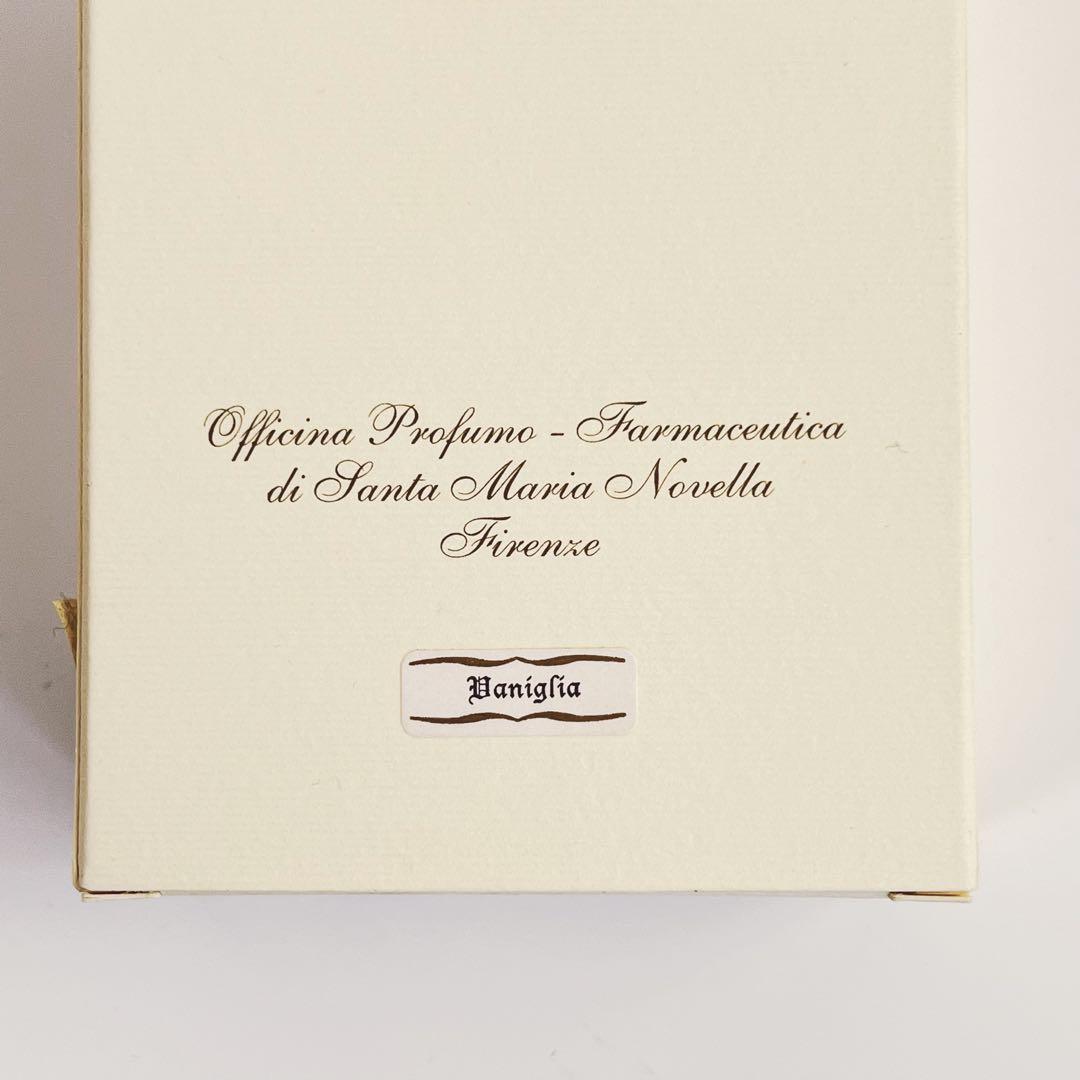 Officina Profumo - Farmaceutica
di Santa Maria Novella
Firenze
Vaniglia